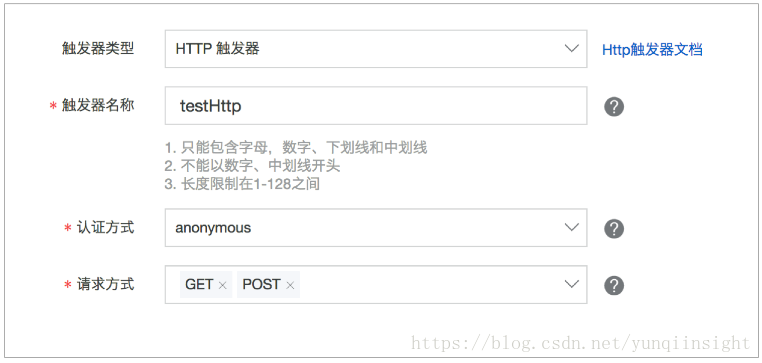 触发器类型 HTTP 触发器 Http触发器文档
* 触发器名称 testHttp ?
1. 只能包含字母，数字、下划线和中划线
2. 不能以数字、中划线开头
3. 长度限制在1-128之间
* 认证方式 anonymous ?
* 请求方式 GET × POST × ?
https://blog.csdn.net/yunqiinsight